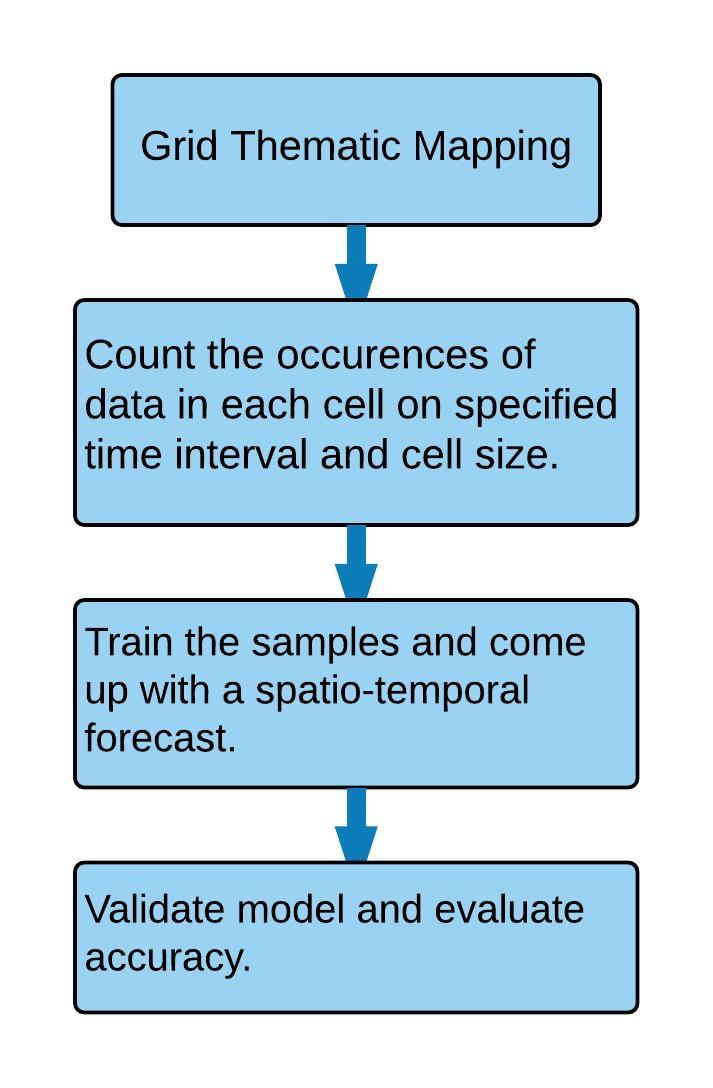 Grid Thematic Mapping
Count the occurences of
data in each cell on specified
time interval and cell size.
Train the samples and come
up with a spatio-temporal
forecast.
Validate model and evaluate
accuracy.